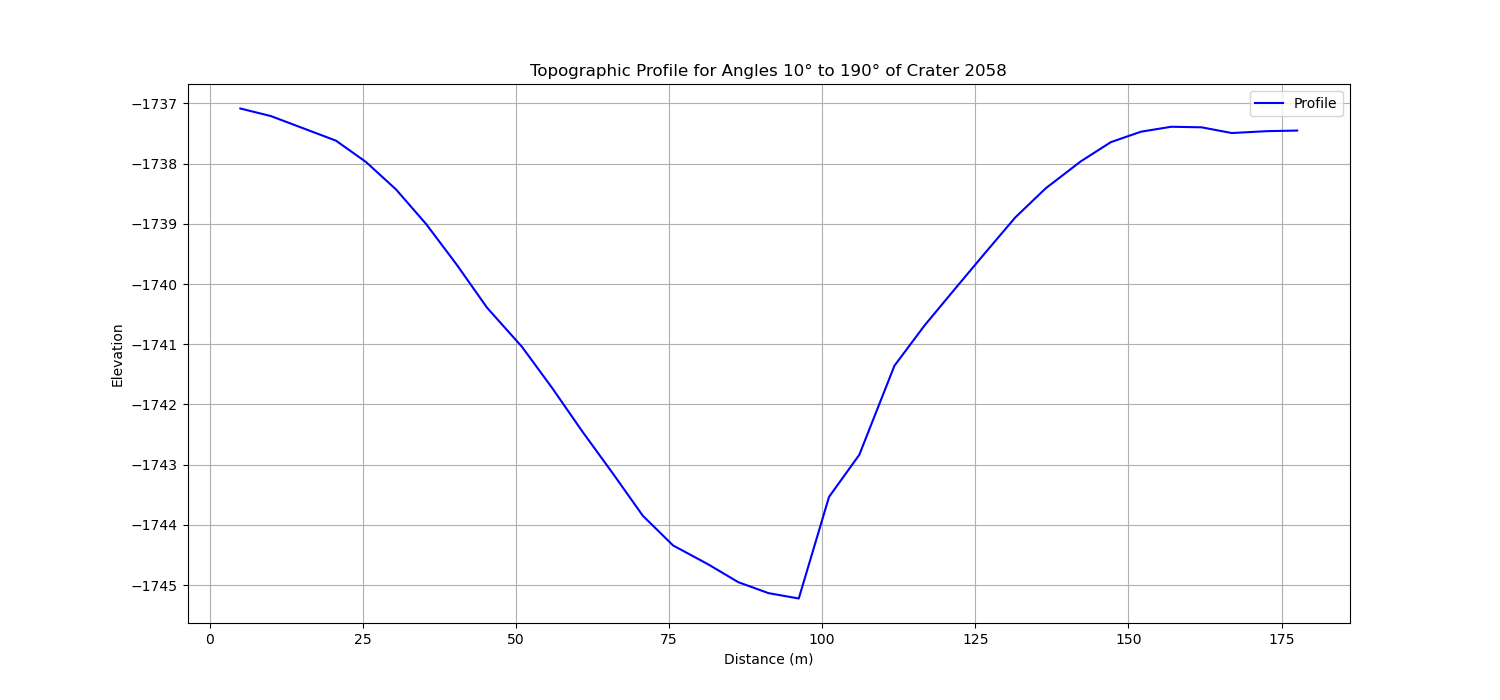 Topographic Profile for Angles 10° to 190° of Crater 2058
Profile
−1737
−1738
−1739
−1740
−1741
−1742
−1743
−1744
−1745
Elevation
0 25 50 75 100 125 150 175
Distance (m)